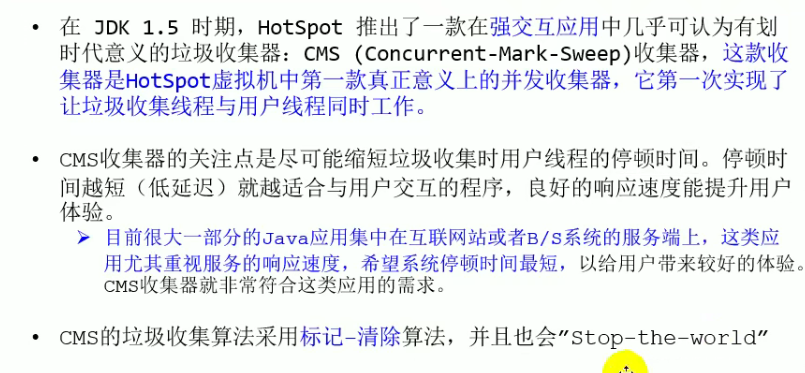 • 在 JDK 1.5 时期，HotSpot 推出了一款在强交互应用中几乎可认为有划
时代意义的垃圾收集器：CMS (Concurrent-Mark-Sweep)收集器，这款收
集器是HotSpot虚拟机中第一款真正意义上的并发收集器，它第一次实现了
让垃圾收集线程与用户线程同时工作。
• CMS收集器的关注点是尽可能缩短垃圾收集时用户线程的停顿时间。停顿时
间越短（低延迟）就越适合与用户交互的程序，良好的响应速度能提升用户
体验。
➢ 目前很大一部分的Java应用集中在互联网站或者B/S系统的服务端上，这类应
用尤其重视服务的响应速度，希望系统停顿时间最短，以给用户带来较好的体验。
CMS收集器就非常符合这类应用的需求。
• CMS的垃圾收集算法采用标记-清除算法，并且也会”Stop-the-world”